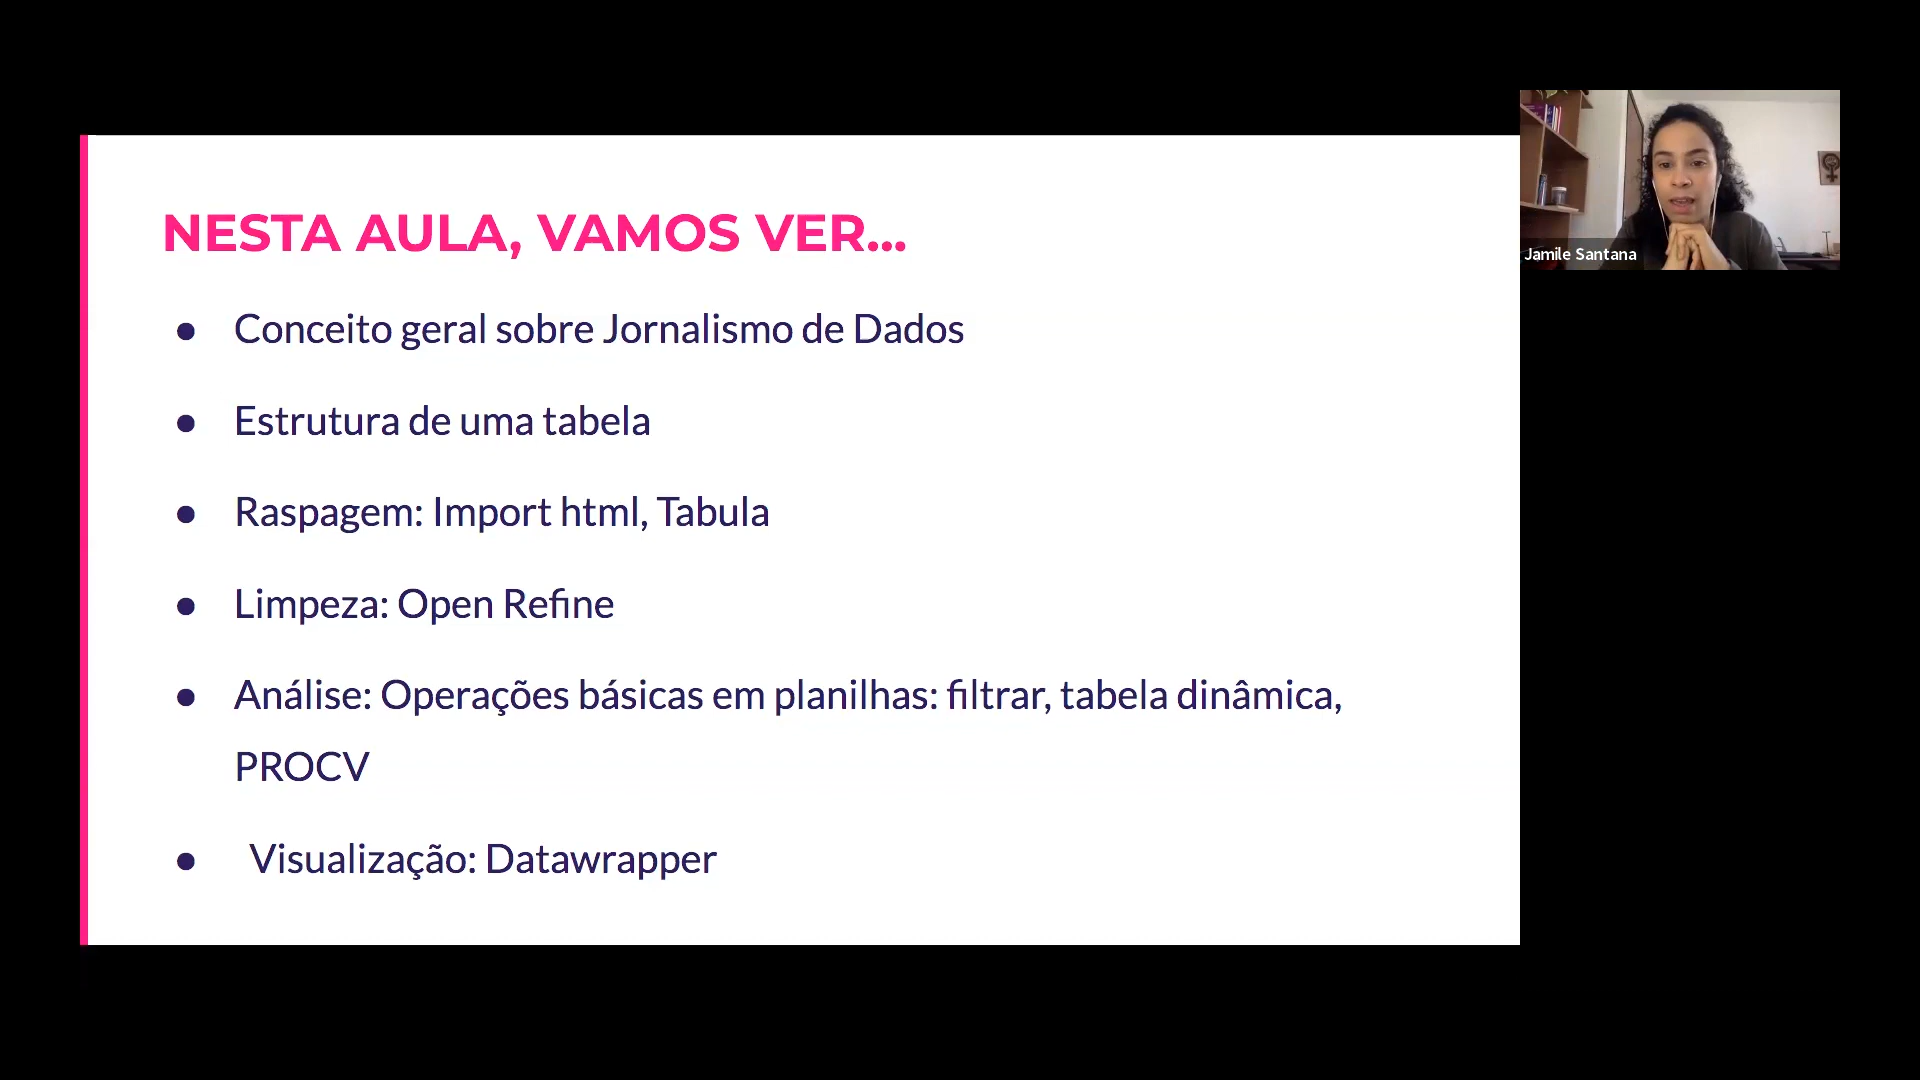 NESTA AULA, VAMOS VER...
● Conceito geral sobre Jornalismo de Dados
● Estrutura de uma tabela
● Raspagem: Import html, Tabula
● Limpeza: Open Refine
● Análise: Operações básicas em planilhas: filtrar, tabela dinâmica,
PROCV
● Visualização: Datawrapper
Jamile Santana